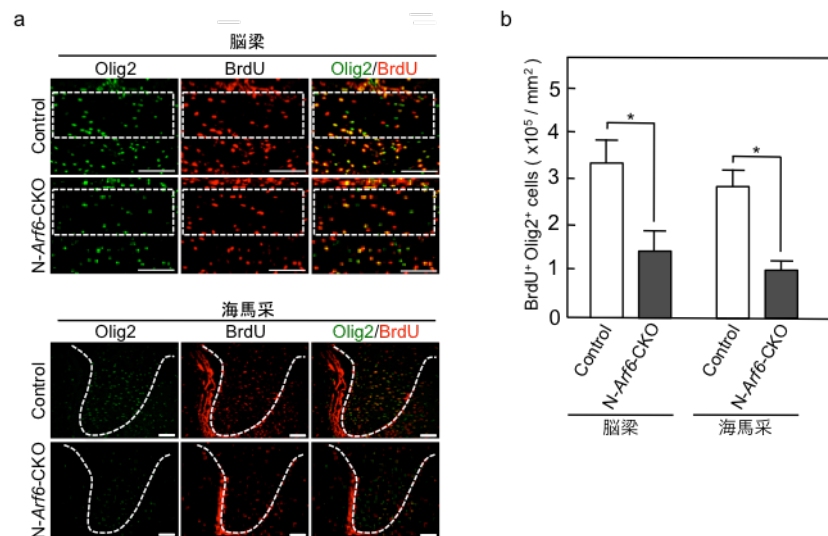 a
脳梁
Olig2 BrdU Olig2/BrdU
Control
N-Arf6-CKO
海馬采
Olig2 BrdU Olig2/BrdU
Control
N-Arf6-CKO
b
BrdU+ Olig2+ cells ( x10⁵ / mm²)
5
4
3
2
1
0
*
*
Control
N-Arf6-CKO
Control
N-Arf6-CKO
脳梁
海馬采